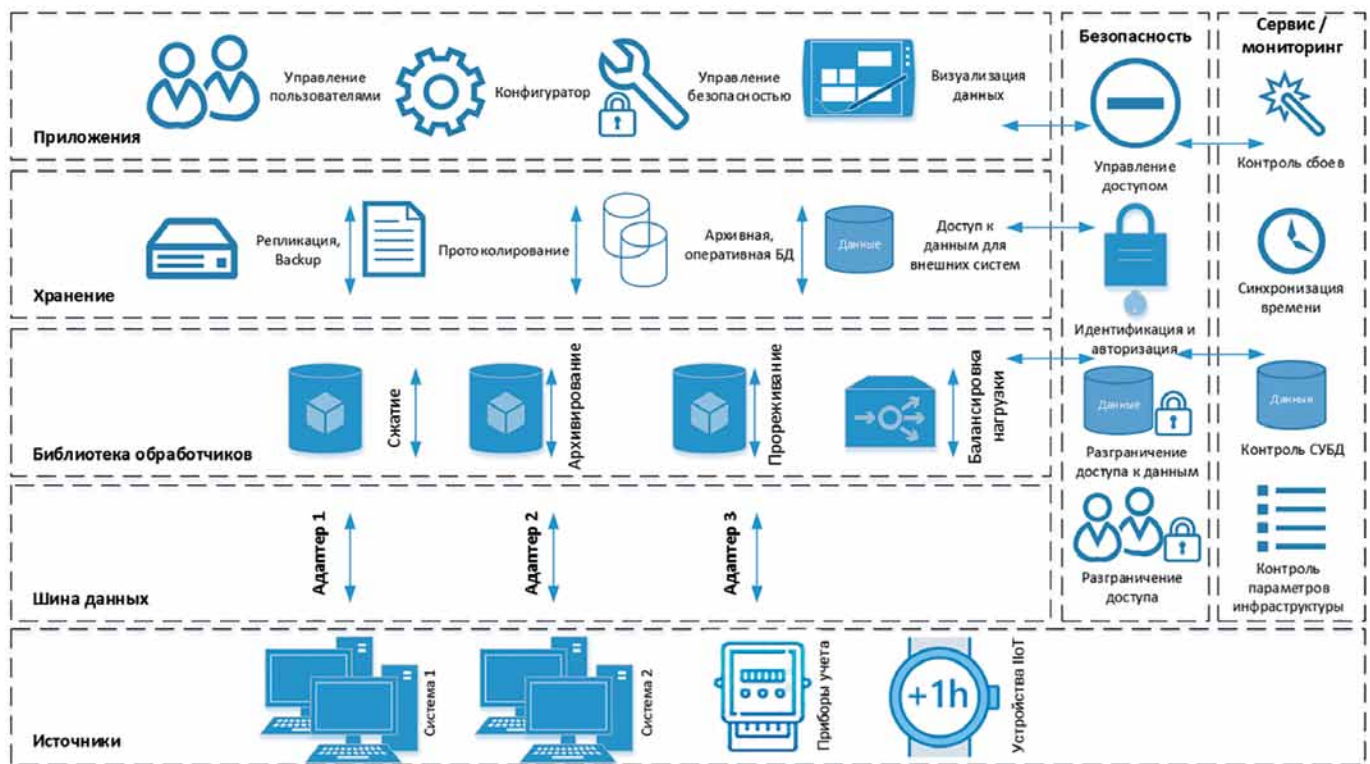 Управление
пользователями
Конфигуратор
Управление
безопасностью
Визуализация
данных
Приложения
Репликация,
Backup
Протоколирование
Архивная,
оперативная БД
Данные
Доступ к
данным для
внешних систем
Хранение
Сжатие
Архивирование
Прореживание
Балансировка
нагрузки
Библиотека обработчиков
Адаптер 1
Адаптер 2
Адаптер 3
Шина данных
Система 1
Система 2
Приборы учета
+1h
Устройства IIoT
Источники
Безопасность
Управление
доступом
Идентификация и
авторизация
Данные
Разграничение
доступа к данным
Разграничение
доступа
Сервис /
мониторинг
Контроль сбоев
Синхронизация
времени
Данные
Контроль СУБД
Контроль
параметров
инфраструктуры